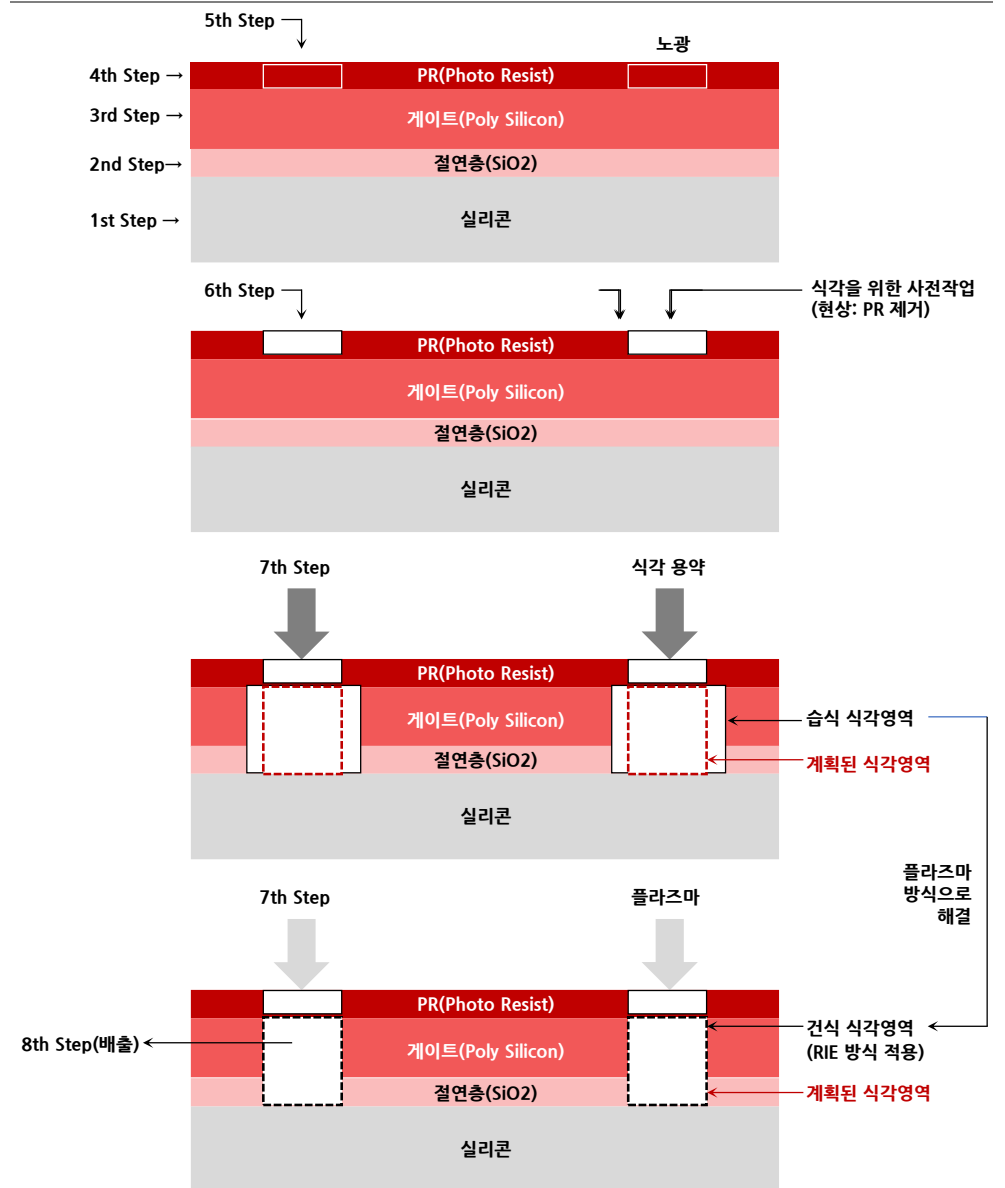 5th Step
노광
4th Step →
PR(Photo Resist)
3rd Step →
게이트(Poly Silicon)
2nd Step→
절연층(SiO2)
1st Step →
실리콘
6th Step
식각을 위한 사전작업
(현상: PR 제거)
PR(Photo Resist)
게이트(Poly Silicon)
절연층(SiO2)
실리콘
7th Step
식각 용약
PR(Photo Resist)
게이트(Poly Silicon)
습식 식각영역
절연층(SiO2)
계획된 식각영역
실리콘
플라즈마
방식으로
해결
7th Step
플라즈마
PR(Photo Resist)
8th Step(배출)
게이트(Poly Silicon)
건식 식각영역
(RIE 방식 적용)
절연층(SiO2)
계획된 식각영역
실리콘